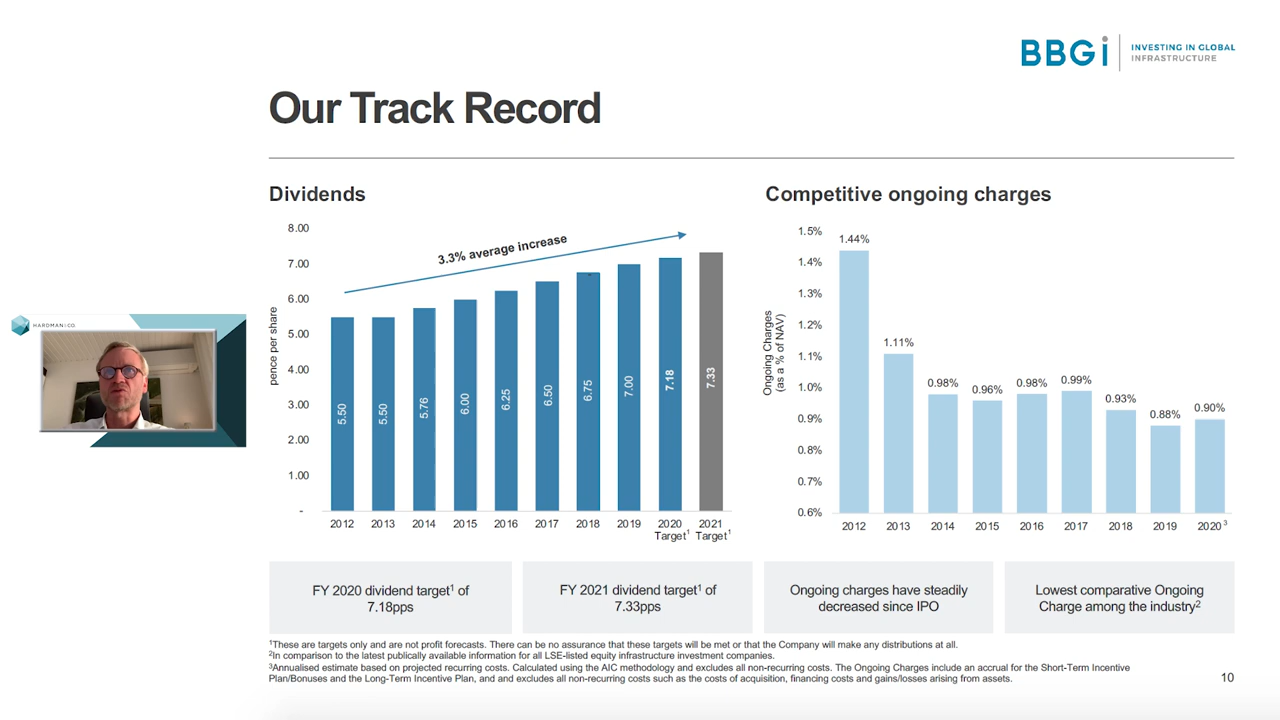 BBGi
INVESTING IN GLOBAL
INFRASTRUCTURE
Our Track Record
Dividends
8.00
7.00
6.00
5.00
4.00
3.00
2.00
1.00
-
pence per share
3.3% average increase
5.50
5.50
5.76
6.00
6.25
6.50
6.75
7.00
7.18
7.33
2012
2013
2014
2015
2016
2017
2018
2019
2020
Target¹
2021
Target¹
Competitive ongoing charges
1.5%
1.4%
1.3%
1.2%
1.1%
1.0%
0.9%
0.8%
0.7%
0.6%
Ongoing Charges
(as a % of NAV)
1.44%
1.11%
0.98%
0.96%
0.98%
0.99%
0.93%
0.88%
0.90%
2012
2013
2014
2015
2016
2017
2018
2019
2020 ³
HARDMAN&CO.
FY 2020 dividend target¹ of
7.18pps
FY 2021 dividend target¹ of
7.33pps
Ongoing charges have steadily
decreased since IPO
Lowest comparative Ongoing
Charge among the industry²
¹These are targets only and are not profit forecasts. There can be no assurance that these targets will be met or that the Company will make any distributions at all.
²In comparison to the latest publically available information for all LSE-listed equity infrastructure investment companies.
³Annualised estimate based on projected recurring costs. Calculated using the AIC methodology and excludes all non-recurring costs. The Ongoing Charges include an accrual for the Short-Term Incentive
Plan/Bonuses and the Long-Term Incentive Plan, and and excludes all non-recurring costs such as the costs of acquisition, financing costs and gains/losses arising from assets.
10